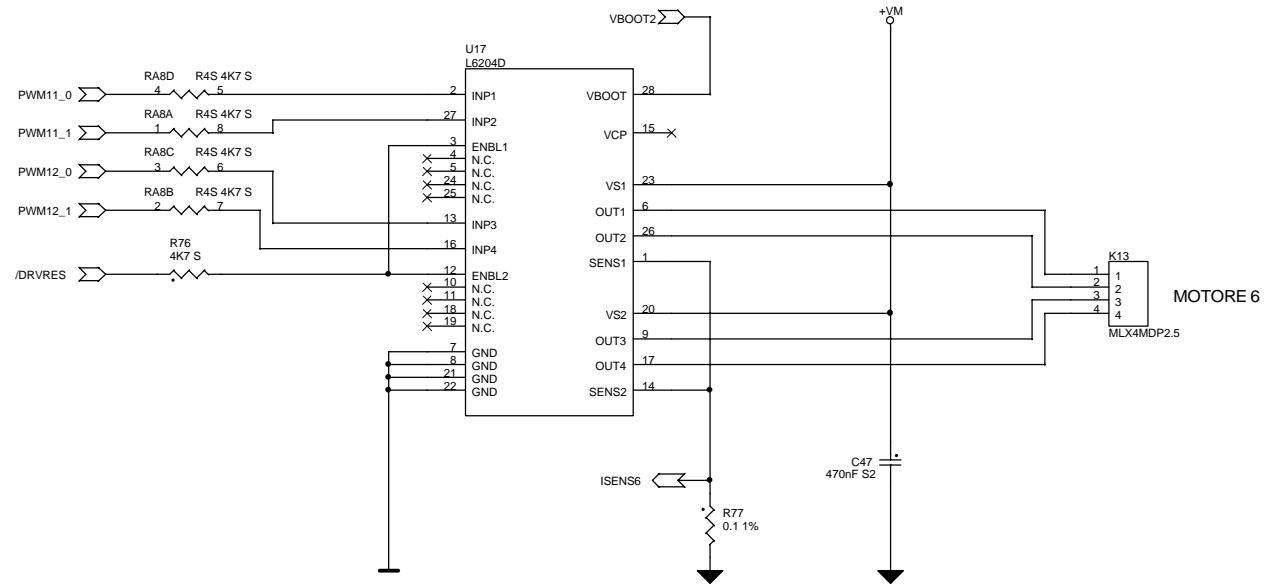 VBOOT2
+VM
U17
L6204D
RA8D R4S 4K7 S
PWM11_0 4 5 2 INP1 VBOOT 28
RA8A R4S 4K7 S
PWM11_1 1 8 27 INP2 VCP 15
3 ENBL1
RA8C R4S 4K7 S
4 N.C.
PWM12_0 3 6 5 N.C.
24 N.C. VS1 23
RA8B R4S 4K7 S
25 N.C.
PWM12_1 2 7 OUT1 6
13 INP3
OUT2 26
R76
4K7 S
16 INP4
SENS1 1
K13
/DRVRES 12 ENBL2 1 1
10 N.C. 2 2
11 N.C. 3 3
MOTORE 6
18 N.C. VS2 20 4 4
19 N.C.
MLX4MDP2.5
OUT3 9
7 GND
8 GND OUT4 17
21 GND
22 GND SENS2 14
C47
470nF S2
ISENS6
R77
0.1 1%